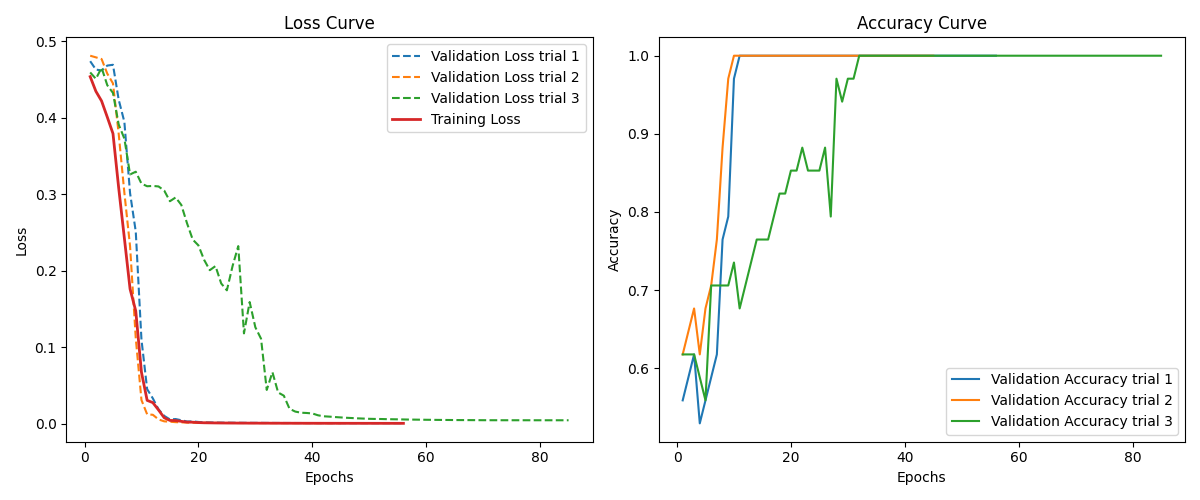 Loss Curve
0.5
0.4
0.3
0.2
0.1
0.0
Loss
0 20 40 60 80
Epochs
Validation Loss trial 1
Validation Loss trial 2
Validation Loss trial 3
Training Loss
Accuracy Curve
1.0
0.9
0.8
0.7
0.6
Accuracy
0 20 40 60 80
Epochs
Validation Accuracy trial 1
Validation Accuracy trial 2
Validation Accuracy trial 3